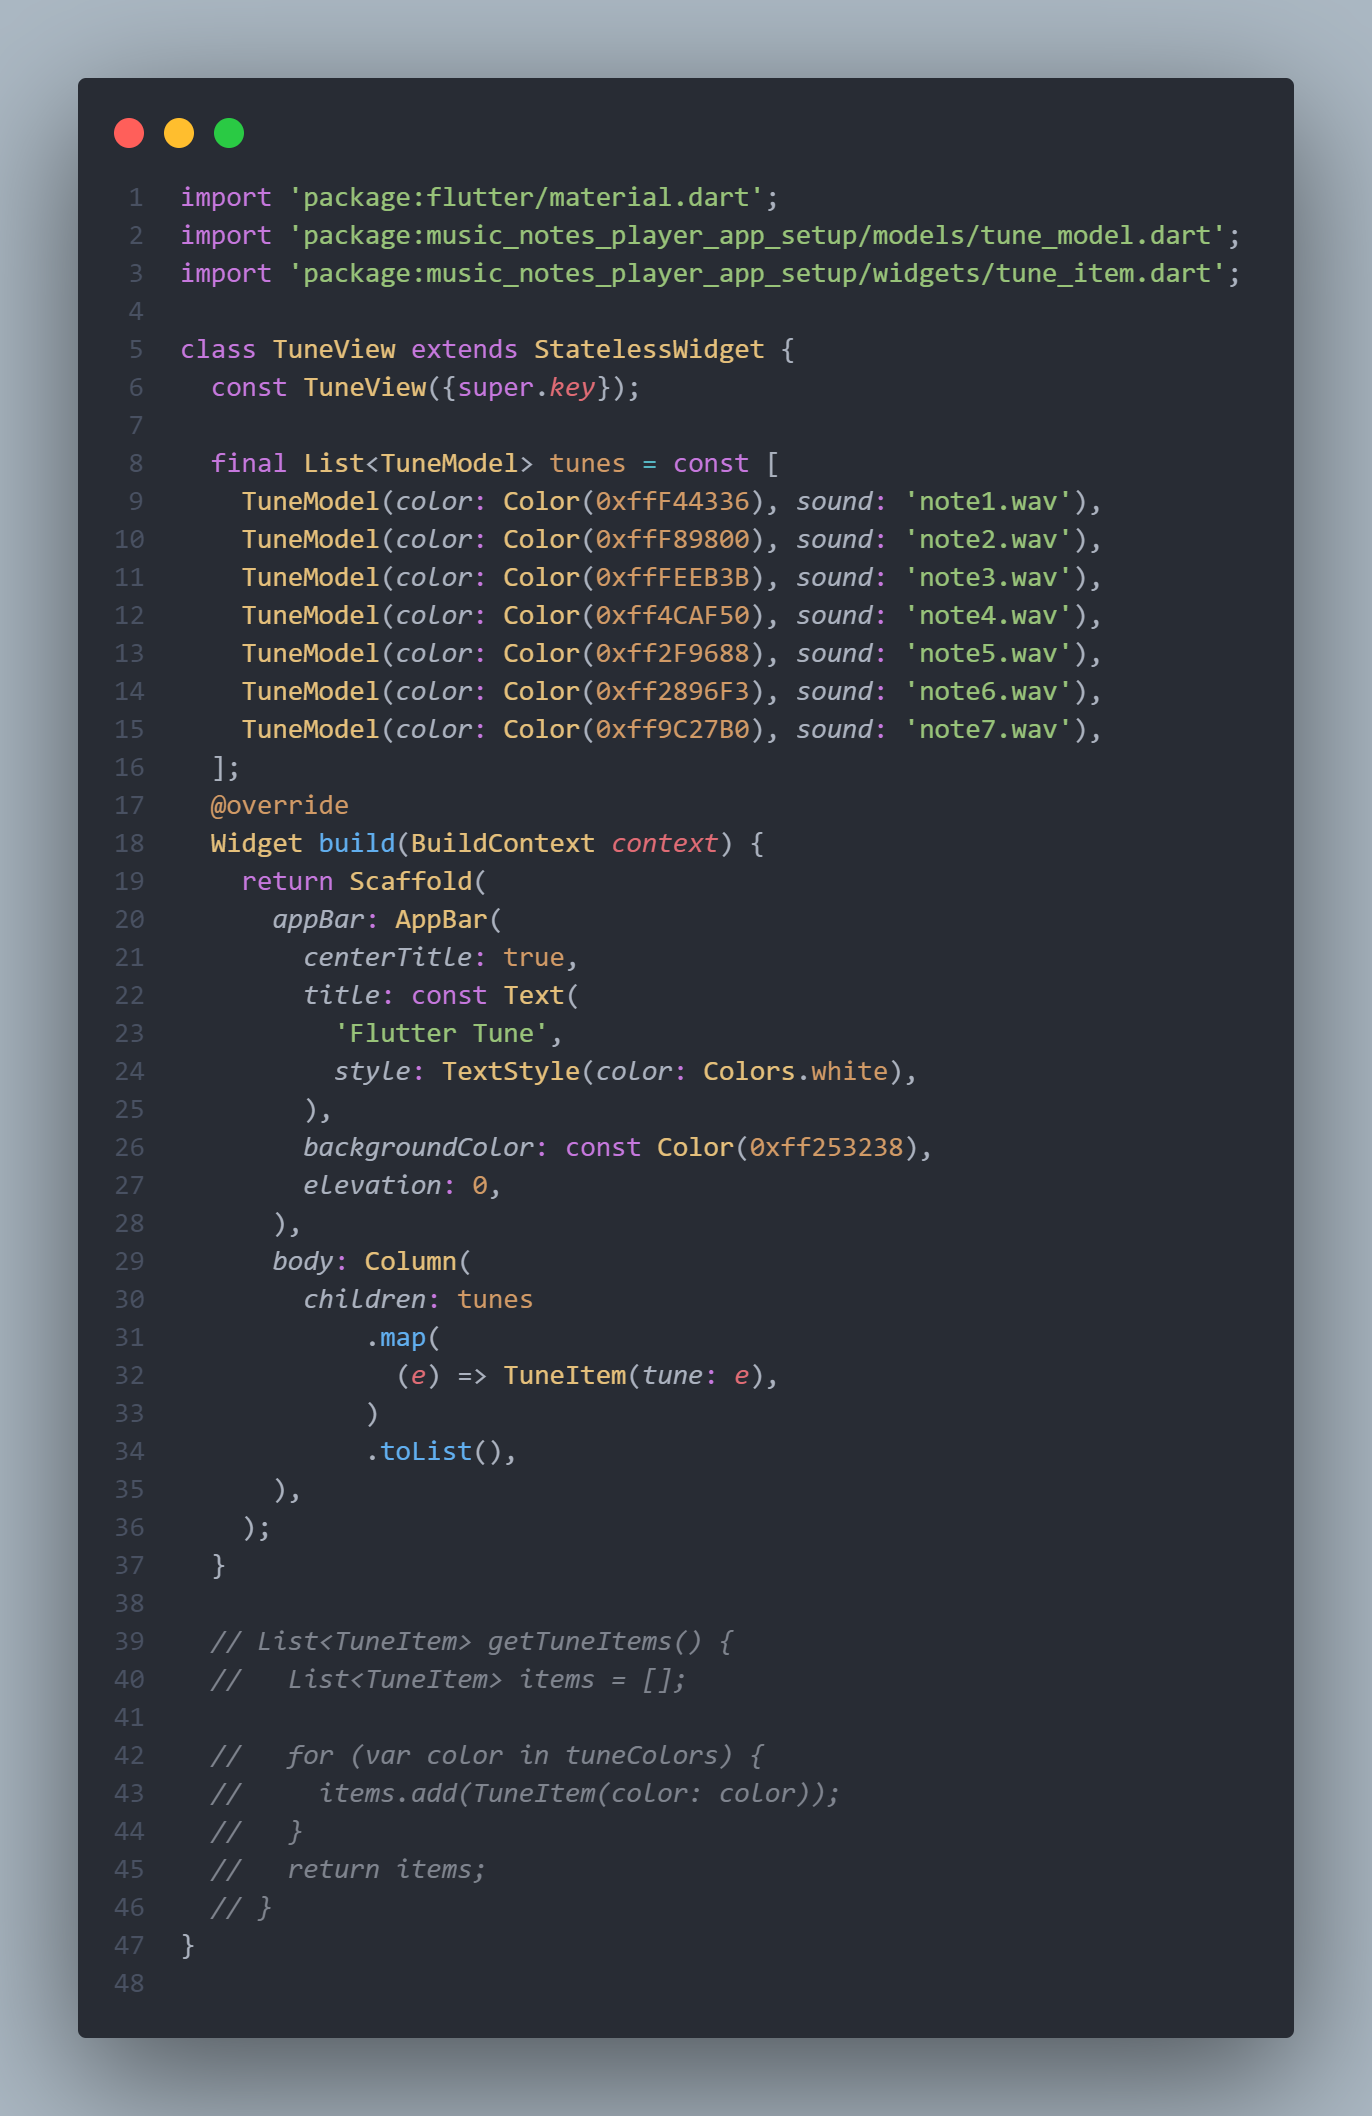 1 import 'package:flutter/material.dart';
2 import 'package:music_notes_player_app_setup/models/tune_model.dart';
3 import 'package:music_notes_player_app_setup/widgets/tune_item.dart';
4
5 class TuneView extends StatelessWidget {
6   const TuneView({super.key});
7
8   final List<TuneModel> tunes = const [
9     TuneModel(color: Color(0xffF44336), sound: 'note1.wav'),
10     TuneModel(color: Color(0xffF89800), sound: 'note2.wav'),
11     TuneModel(color: Color(0xffFEEB3B), sound: 'note3.wav'),
12     TuneModel(color: Color(0xff4CAF50), sound: 'note4.wav'),
13     TuneModel(color: Color(0xff2F9688), sound: 'note5.wav'),
14     TuneModel(color: Color(0xff2896F3), sound: 'note6.wav'),
15     TuneModel(color: Color(0xff9C27B0), sound: 'note7.wav'),
16   ];
17   @override
18   Widget build(BuildContext context) {
19     return Scaffold(
20       appBar: AppBar(
21         centerTitle: true,
22         title: const Text(
23           'Flutter Tune',
24           style: TextStyle(color: Colors.white),
25         ),
26         backgroundColor: const Color(0xff253238),
27         elevation: 0,
28       ),
29       body: Column(
30         children: tunes
31             .map(
32               (e) => TuneItem(tune: e),
33             )
34             .toList(),
35       ),
36     );
37   }
38
39   // List<TuneItem> getTuneItems() {
40   //   List<TuneItem> items = [];
41
42   //   for (var color in tuneColors) {
43   //     items.add(TuneItem(color: color));
44   //   }
45   //   return items;
46   // }
47 }
48